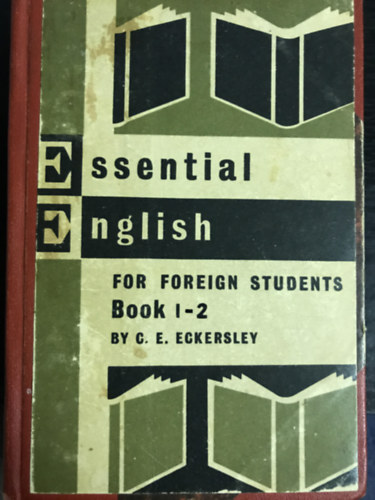 Essential
English
FOR FOREIGN STUDENTS
Book 1-2
BY C. E. ECKERSLEY